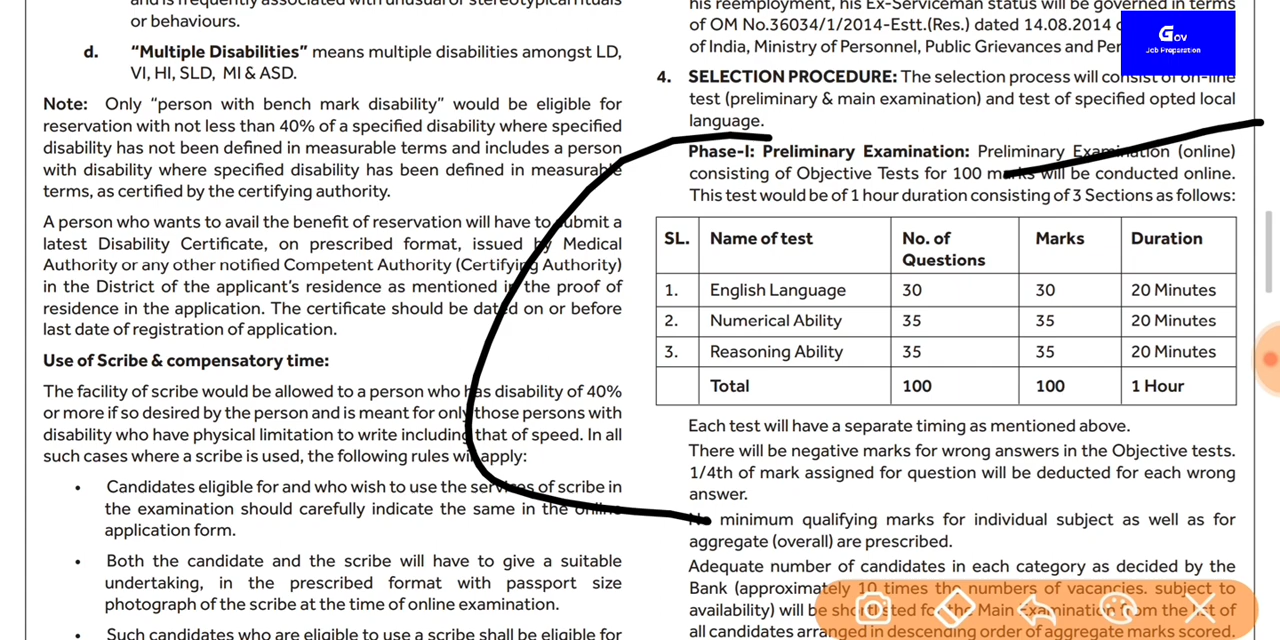 and is frequently associated with unusual or stereotypical rituals
or behaviours.
d. “Multiple Disabilities” means multiple disabilities amongst LD,
VI, HI, SLD, MI & ASD.
Note: Only “person with bench mark disability” would be eligible for
reservation with not less than 40% of a specified disability where specified
disability has not been defined in measurable terms and includes a person
with disability where specified disability has been defined in measurable
terms, as certified by the certifying authority.
A person who wants to avail the benefit of reservation will have to submit a
latest Disability Certificate, on prescribed format, issued by Medical
Authority or any other notified Competent Authority (Certifying Authority)
in the District of the applicant’s residence as mentioned in the proof of
residence in the application. The certificate should be dated on or before
last date of registration of application.
Use of Scribe & compensatory time:
The facility of scribe would be allowed to a person who has disability of 40%
or more if so desired by the person and is meant for only those persons with
disability who have physical limitation to write including that of speed. In all
such cases where a scribe is used, the following rules will apply:
• Candidates eligible for and who wish to use the services of scribe in
the examination should carefully indicate the same in the online
application form.
• Both the candidate and the scribe will have to give a suitable
undertaking, in the prescribed format with passport size
photograph of the scribe at the time of online examination.
• Such candidates who are eligible to use a scribe shall be eligible for
his reemployment, his Ex-Serviceman status will be governed in terms
of OM No.36034/1/2014-Estt.(Res.) dated 14.08.2014
of India, Ministry of Personnel, Public Grievances and
Gov
Job Preparation
4. SELECTION PROCEDURE: The selection process will consist of on-line
test (preliminary & main examination) and test of specified opted local
language.
Phase-I: Preliminary Examination: Preliminary Examination (online)
consisting of Objective Tests for 100 marks will be conducted online.
This test would be of 1 hour duration consisting of 3 Sections as follows:
SL. Name of test No. of Questions Marks Duration
1. English Language 30 30 20 Minutes
2. Numerical Ability 35 35 20 Minutes
3. Reasoning Ability 35 35 20 Minutes
Total 100 100 1 Hour
Each test will have a separate timing as mentioned above.
There will be negative marks for wrong answers in the Objective tests.
1/4th of mark assigned for question will be deducted for each wrong
answer.
No minimum qualifying marks for individual subject as well as for
aggregate (overall) are prescribed.
Adequate number of candidates in each category as decided by the
Bank (approximately 10 times the numbers of vacancies. subject to
availability) will be shortlisted for the Main Examination from the list of
all candidates arranged in descending order of aggregate marks scored.